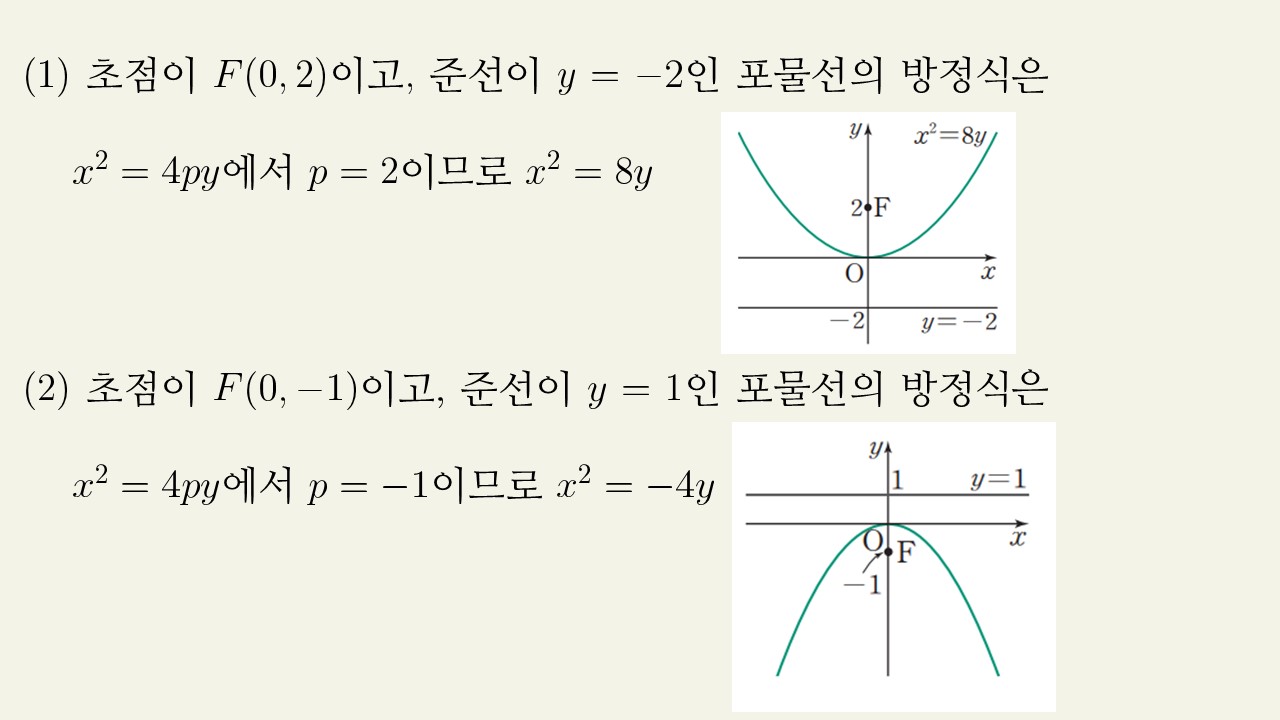 (1) 초점이 F(0, 2)이고, 준선이 y = −2인 포물선의 방정식은
x² = 4py에서 p = 2이므로 x² = 8y
y
x²=8y
2 F
O
x
−2
y=−2
(2) 초점이 F(0, −1)이고, 준선이 y = 1인 포물선의 방정식은
x² = 4py에서 p = −1이므로 x² = −4y
y
1
y=1
O
x
F
−1